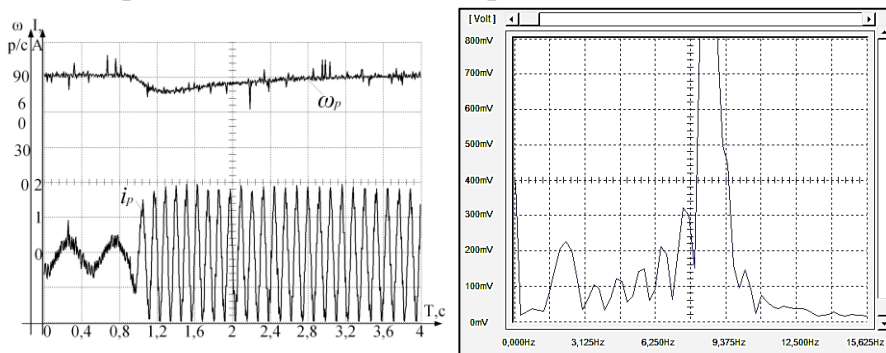 ω I,
р/с А
90
6
0
30
0 2
1
0
ωp
ip
0 0,4 0,8 1,2 1,6 2 2,4 2,8 3,2 3,6 4
T,c
[ Volt ]
800mV
700mV
600mV
500mV
400mV
300mV
200mV
100mV
0mV
0,000Hz 3,125Hz 6,250Hz 9,375Hz 12,500Hz 15,625Hz